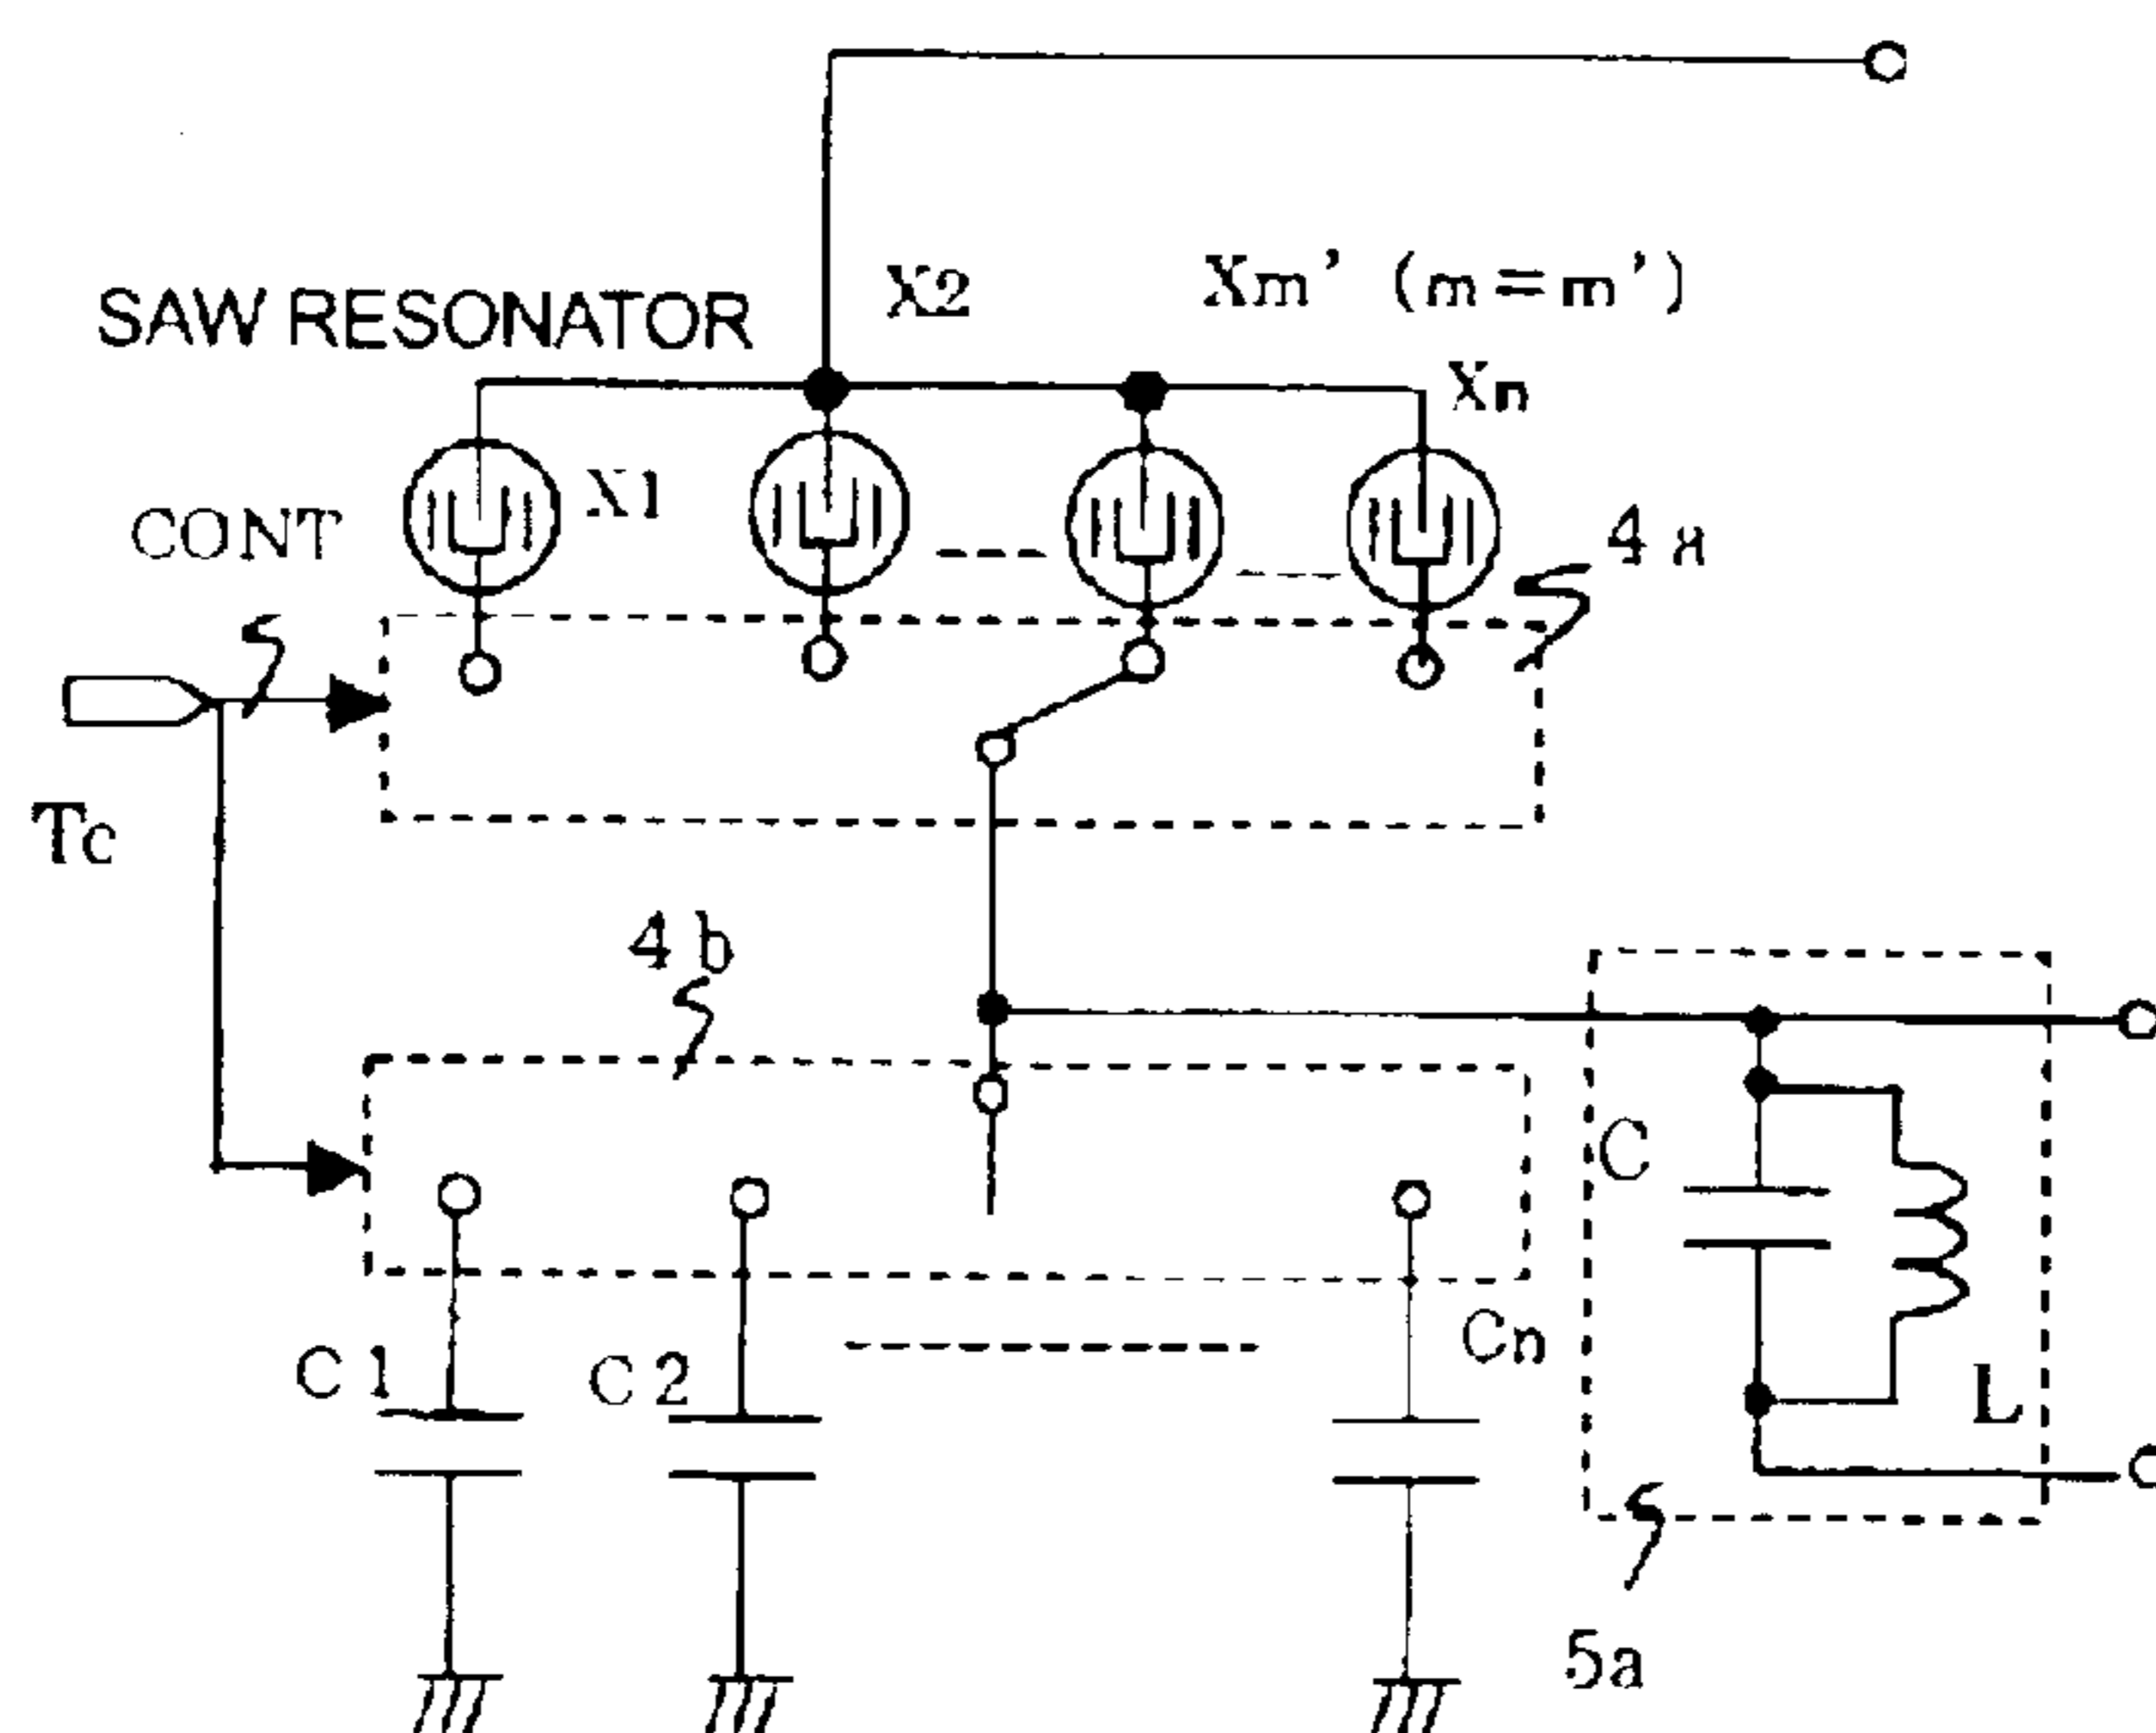 X2
Xm' (m=m')
SAW RESONATOR
Xn
X1
CONT
4a
Tc
4b
C
Cn
C1
C2
L
5a